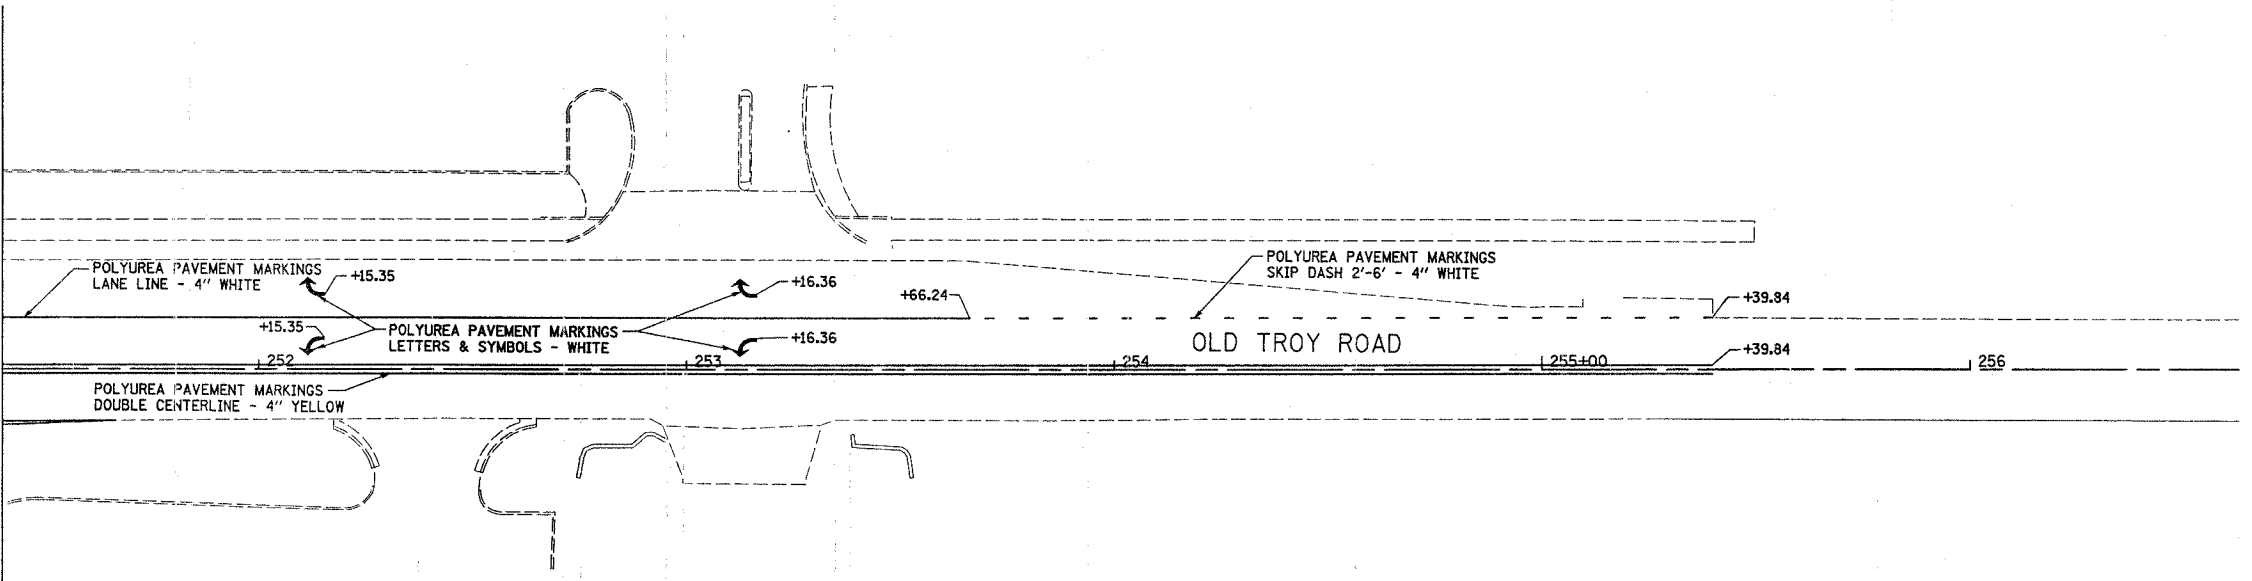 POLYUREA PAVEMENT MARKINGS
LANE LINE - 4" WHITE
+15.35
+15.35
POLYUREA PAVEMENT MARKINGS
LETTERS & SYMBOLS - WHITE
+16.36
+16.36
+66.24
POLYUREA PAVEMENT MARKINGS
SKIP DASH 2'-6' - 4" WHITE
+39.84
OLD TROY ROAD
+39.84
252
253
254
255+00
256
POLYUREA PAVEMENT MARKINGS
DOUBLE CENTERLINE - 4" YELLOW